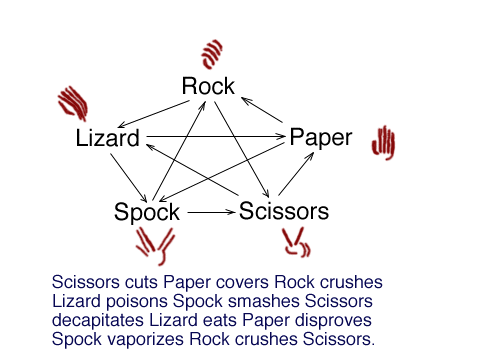 Rock
Lizard
Paper
Spock
Scissors
Scissors cuts Paper covers Rock crushes
Lizard poisons Spock smashes Scissors
decapitates Lizard eats Paper disproves
Spock vaporizes Rock crushes Scissors.